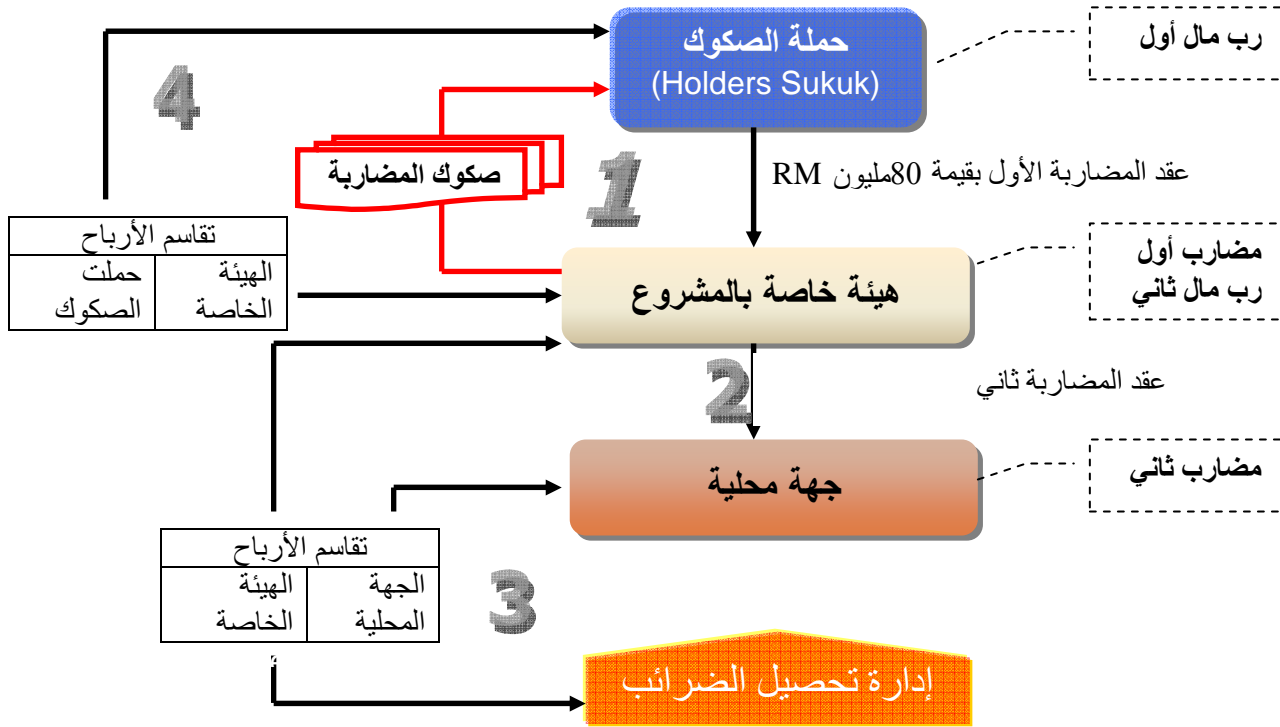 حملة الصكوك
(Holders Sukuk)
رب مال أول
4
صكوك المضاربة
1
عقد المضاربة الأول بقيمة 80مليون RM
تقاسم الأرباح
الهيئة الخاصة
حملت الصكوك
هيئة خاصة بالمشروع
مضارب أول
رب مال ثاني
2
عقد المضاربة ثاني
جهة محلية
مضارب ثاني
تقاسم الأرباح
الجهة المحلية
الهيئة الخاصة
3
إدارة تحصيل الضرائب